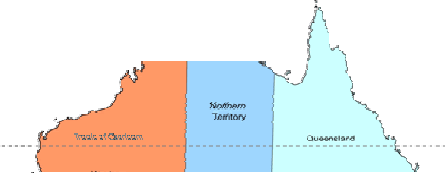 Northern
Territory
Tropic of Capricorn
Queensland